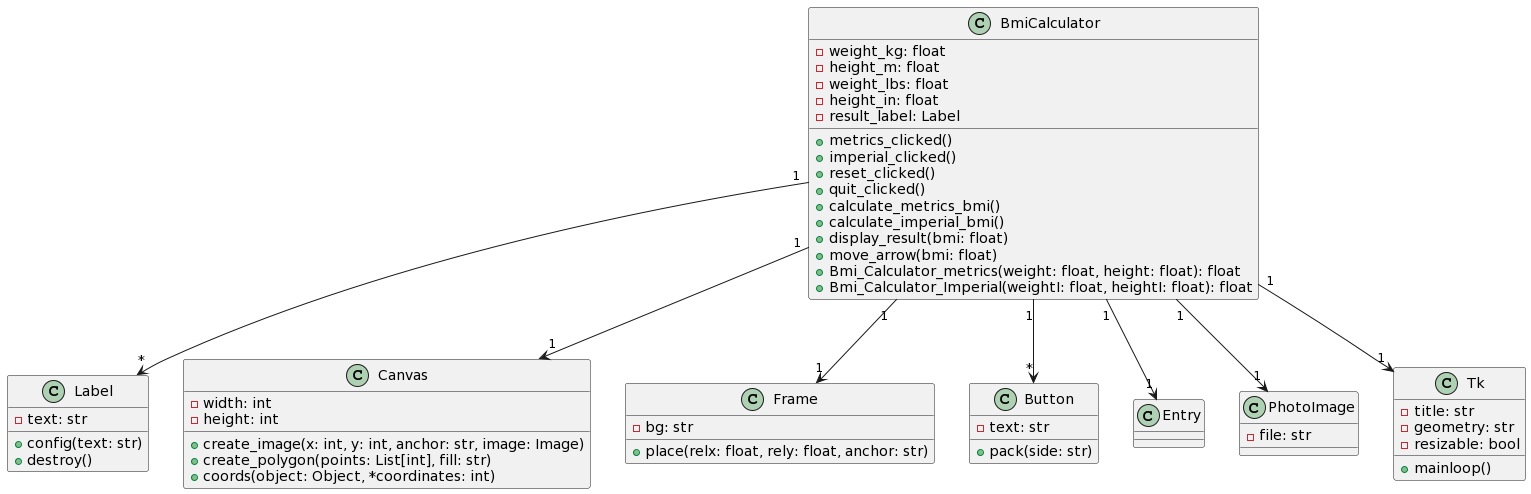 C BmiCalculator
weight_kg: float
height_m: float
weight_lbs: float
height_in: float
result_label: Label
metrics_clicked()
imperial_clicked()
reset_clicked()
quit_clicked()
calculate_metrics_bmi()
calculate_imperial_bmi()
display_result(bmi: float)
move_arrow(bmi: float)
Bmi_Calculator_metrics(weight: float, height: float): float
Bmi_Calculator_Imperial(weightI: float, heightI: float): float
1
1
1
1
1
1
1
*
1
1
*
1
1
1
C Label
text: str
config(text: str)
destroy()
C Canvas
width: int
height: int
create_image(x: int, y: int, anchor: str, image: Image)
create_polygon(points: List[int], fill: str)
coords(object: Object, *coordinates: int)
C Frame
bg: str
place(relx: float, rely: float, anchor: str)
C Button
text: str
pack(side: str)
C Entry
C PhotoImage
file: str
C Tk
title: str
geometry: str
resizable: bool
mainloop()